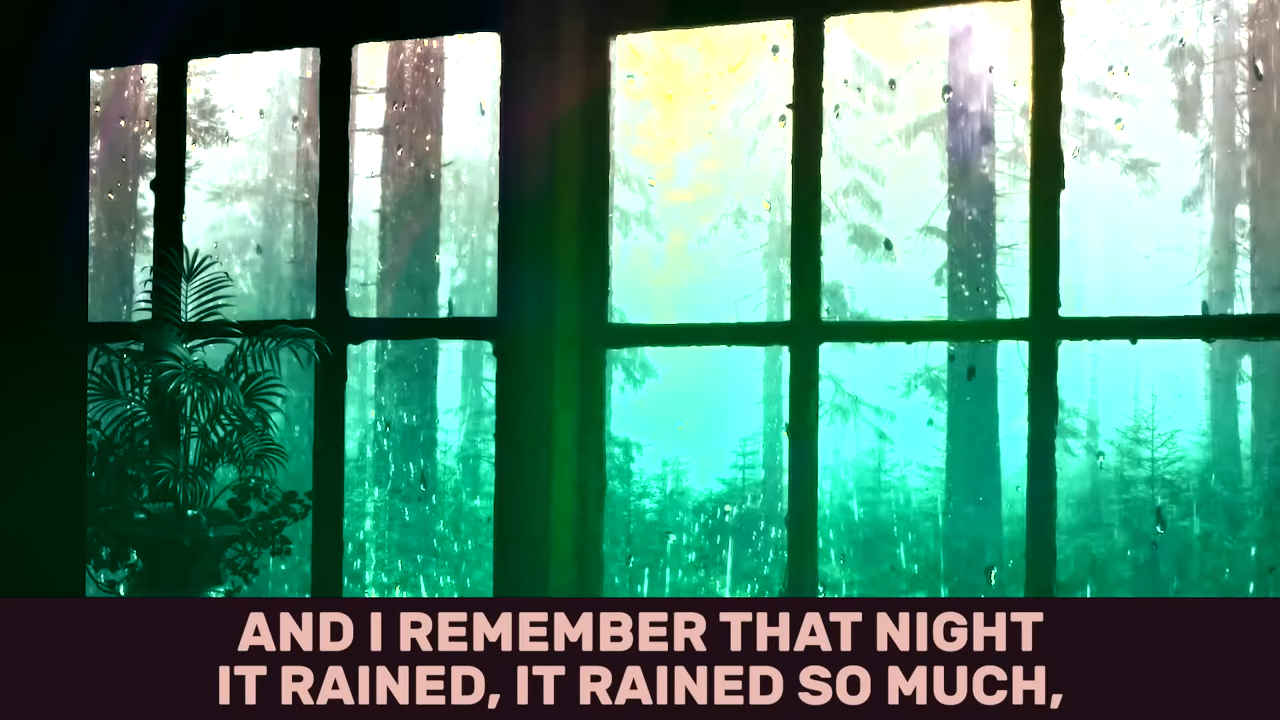 AND I REMEMBER THAT NIGHT
IT RAINED, IT RAINED SO MUCH,